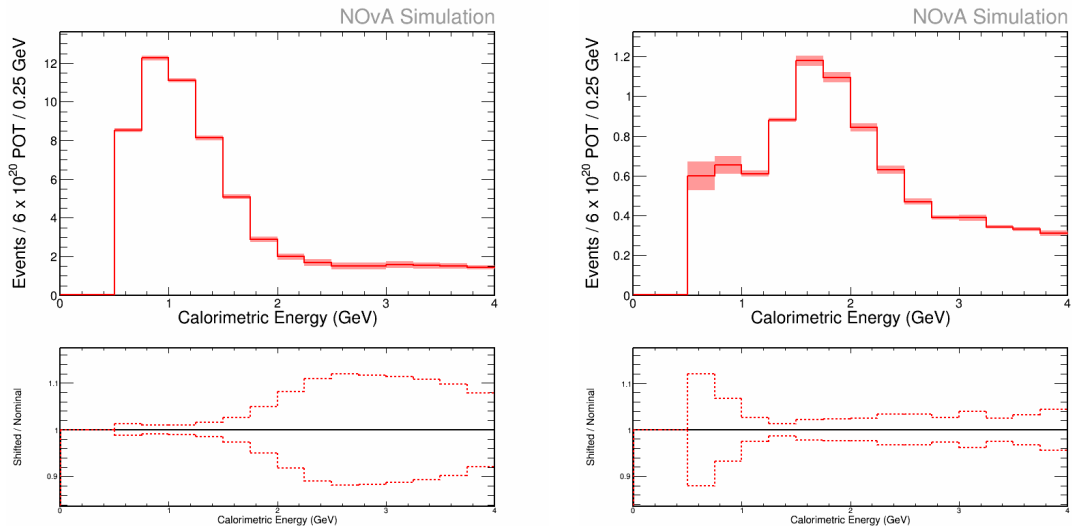 NOvA Simulation
Events / 6 x 10^20 POT / 0.25 GeV
12
10
8
6
4
2
0
0 1 2 3 4
Calorimetric Energy (GeV)
Shifted / Nominal
1.1
1
0.9
0 1 2 3 4
Calorimetric Energy (GeV)
NOvA Simulation
Events / 6 x 10^20 POT / 0.25 GeV
1.2
1
0.8
0.6
0.4
0.2
0
0 1 2 3 4
Calorimetric Energy (GeV)
Shifted / Nominal
1.1
1
0.9
0 1 2 3 4
Calorimetric Energy (GeV)